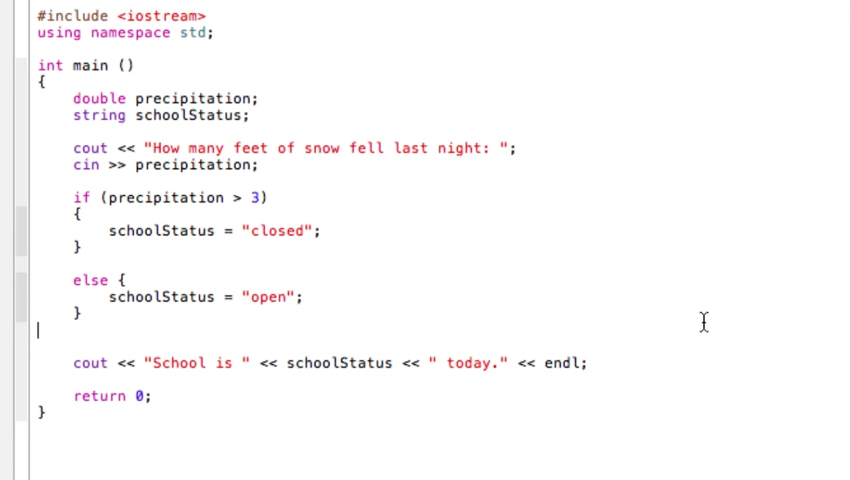 #include <iostream>
using namespace std;
int main ()
{
double precipitation;
string schoolStatus;
cout << "How many feet of snow fell last night: ";
cin >> precipitation;
if (precipitation > 3)
{
schoolStatus = "closed";
}
else {
schoolStatus = "open";
}
cout << "School is " << schoolStatus << " today." << endl;
return 0;
}